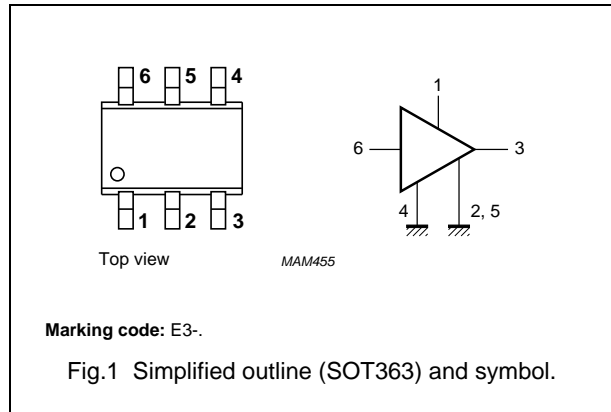 6 5 4
1 2 3
Top view
1
6
3
4
2, 5
MAM455
Marking code: E3-.
Fig.1 Simplified outline (SOT363) and symbol.